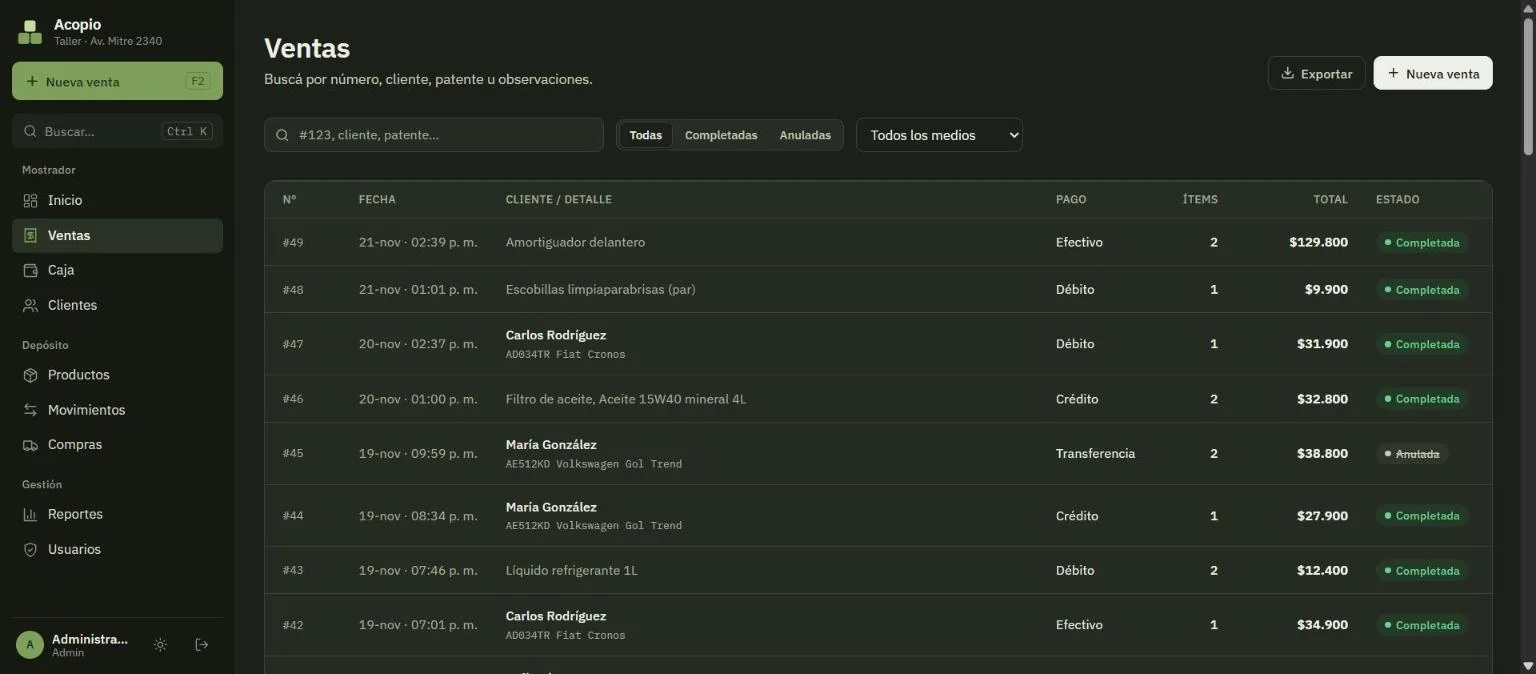 Acopio
Taller · Av. Mitre 2340
+ Nueva venta F2
Buscar... Ctrl K
Mostrador
Inicio
Ventas
Caja
Clientes
Depósito
Productos
Movimientos
Compras
Gestión
Reportes
Usuarios
A Administra...
Admin
Ventas
Buscá por número, cliente, patente u observaciones.
Exportar + Nueva venta
#123, cliente, patente... Todas Completadas Anuladas Todos los medios
Nº FECHA CLIENTE / DETALLE PAGO ÍTEMS TOTAL ESTADO
#49 21-nov · 02:39 p. m. Amortiguador delantero Efectivo 2 $129.800 Completada
#48 21-nov · 01:01 p. m. Escobillas limpiaparabrisas (par) Débito 1 $9.900 Completada
#47 20-nov · 02:37 p. m. Carlos Rodríguez Débito 1 $31.900 Completada
AD034TR Fiat Cronos
#46 20-nov · 01:00 p. m. Filtro de aceite, Aceite 15W40 mineral 4L Crédito 2 $32.800 Completada
#45 19-nov · 09:59 p. m. María González Transferencia 2 $38.800 Anulada
AE512KD Volkswagen Gol Trend
#44 19-nov · 08:34 p. m. María González Crédito 1 $27.900 Completada
AE512KD Volkswagen Gol Trend
#43 19-nov · 07:46 p. m. Líquido refrigerante 1L Débito 2 $12.400 Completada
#42 19-nov · 07:01 p. m. Carlos Rodríguez Efectivo 1 $34.900 Completada
AD034TR Fiat Cronos